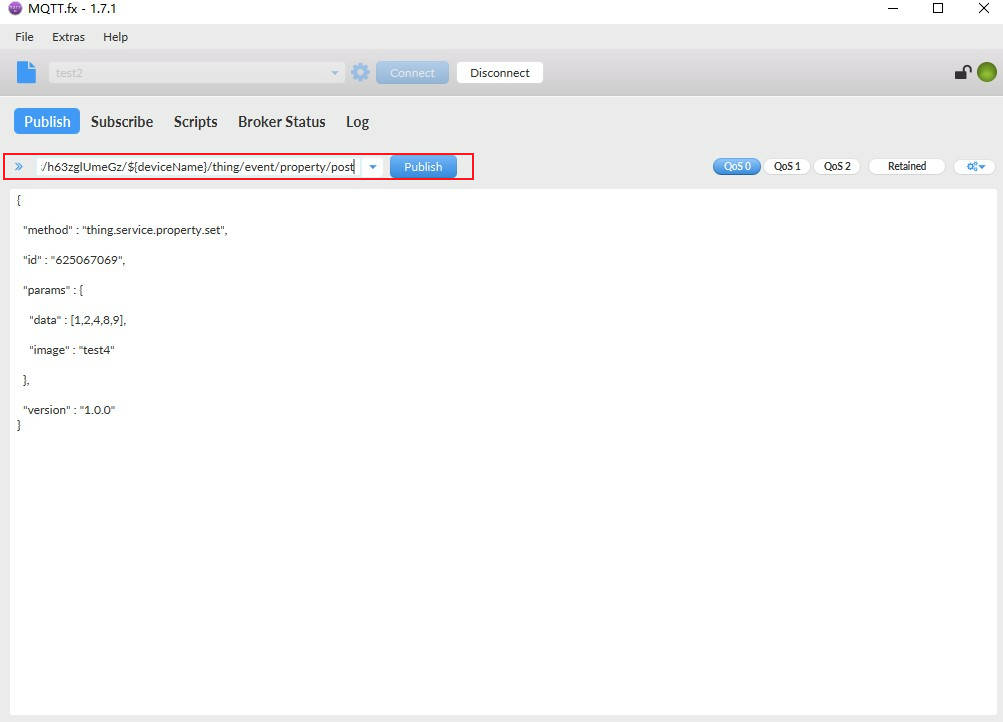 MQTT.fx - 1.7.1
File Extras Help
test2 Connect Disconnect
Publish Subscribe Scripts Broker Status Log
/h63zglUmeGz/${deviceName}/thing/event/property/post Publish QoS 0 QoS 1 QoS 2 Retained
{
"method" : "thing.service.property.set",
"id" : "625067069",
"params" : {
"data" : [1,2,4,8,9],
"image" : "test4"
},
"version" : "1.0.0"
}